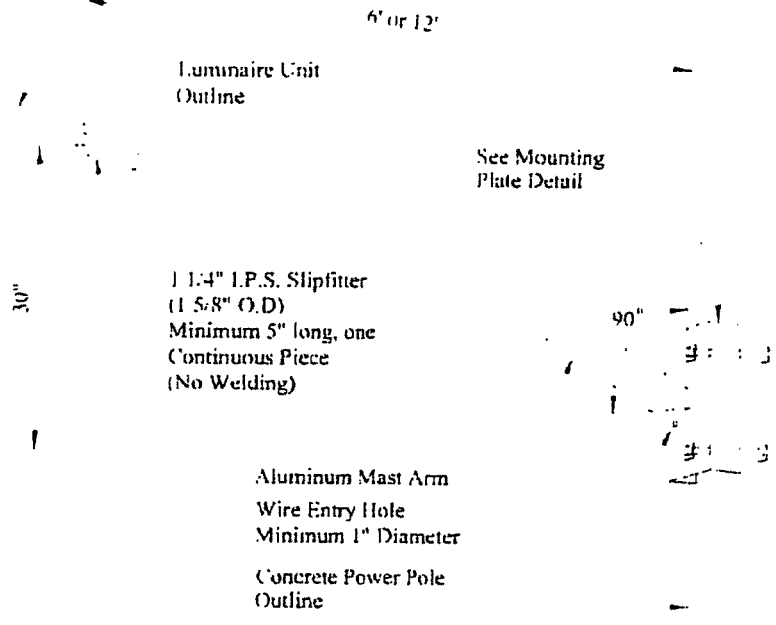 6' or 12'
Luminaire Unit
Outline
See Mounting
Plate Detail
30"
1 1/4" I.P.S. Slipfitter
(1 5/8" O.D)
Minimum 5" long, one
Continuous Piece
(No Welding)
90"
Aluminum Mast Arm
Wire Entry Hole
Minimum 1" Diameter
Concrete Power Pole
Outline